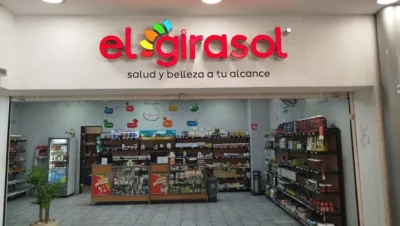 el girasol
salud y belleza a tu alcance